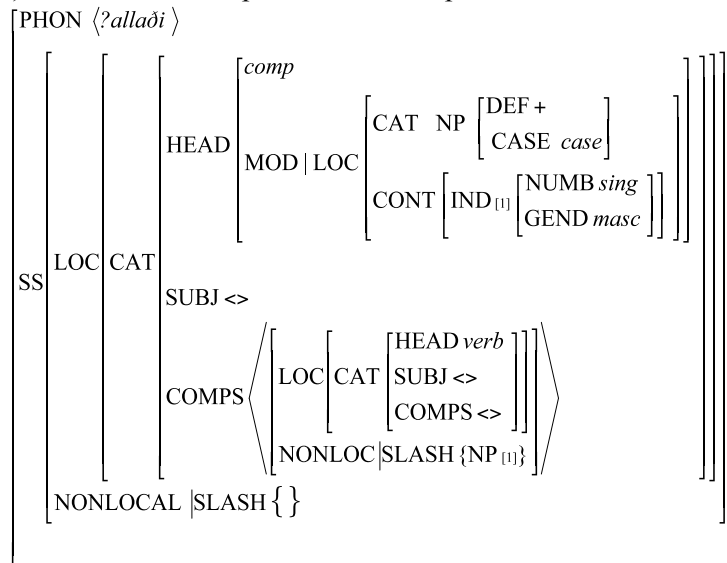 PHON ⟨?allaði ⟩
comp
CAT NP DEF +
CASE case
HEAD
MOD | LOC
CONT IND [1] NUMB sing
GEND masc
SS LOC CAT
SUBJ <>
HEAD verb
LOC CAT SUBJ <>
COMPS
COMPS <>
NONLOC|SLASH {NP [1]}
NONLOCAL |SLASH { }